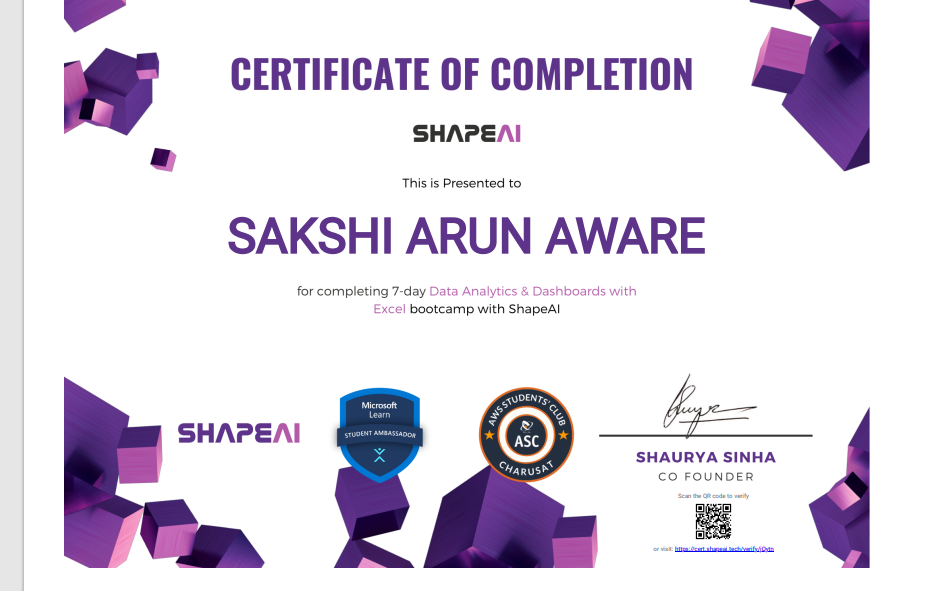 CERTIFICATE OF COMPLETION
SHAPEAI
This is Presented to
SAKSHI ARUN AWARE
for completing 7-day Data Analytics & Dashboards with
Excel bootcamp with ShapeAI
SHAPEAI
Microsoft
Learn
STUDENT AMBASSADOR
AWS STUDENTS' CLUB
ASC
CHARUSAT
SHAURYA SINHA
CO FOUNDER
Scan the QR code to verify
or visit: https://cert.shapeai.tech/verify/